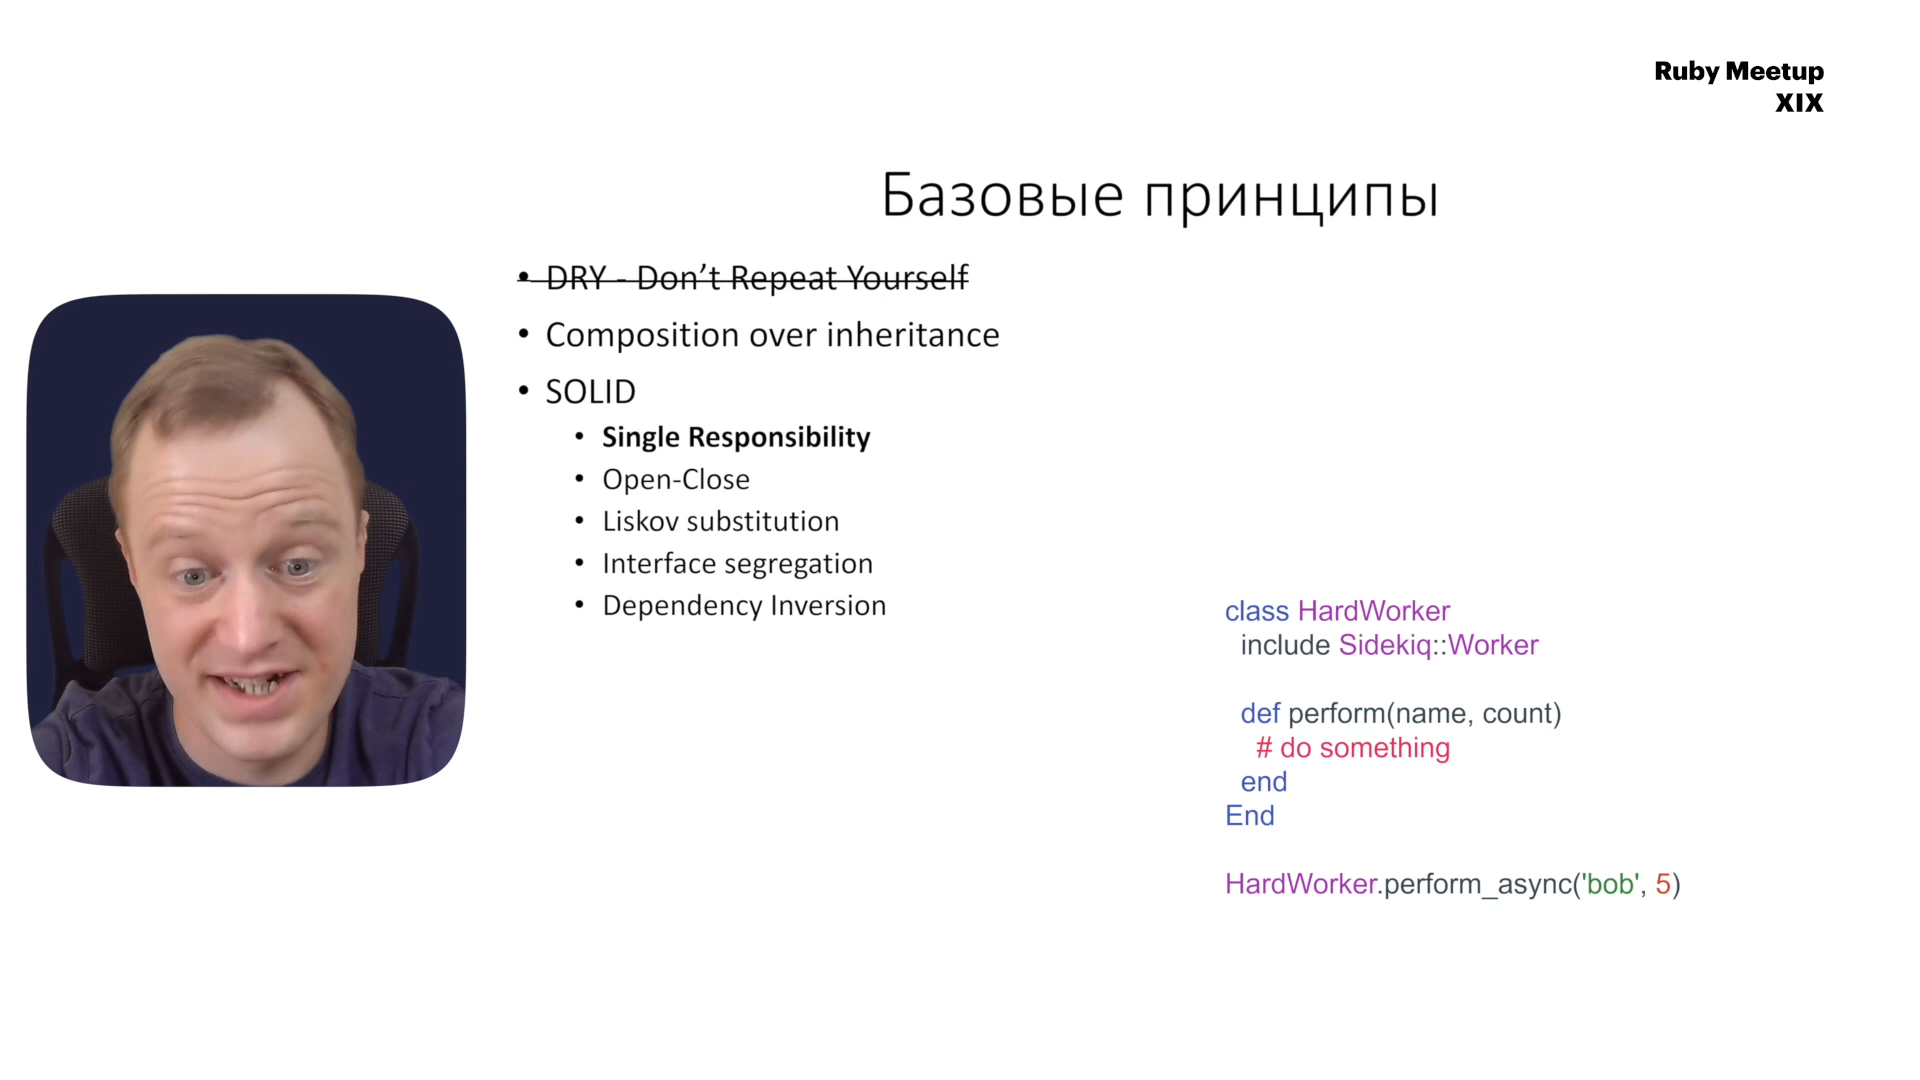 Ruby Meetup
XIX
Базовые принципы
• DRY - Don’t Repeat Yourself
• Composition over inheritance
• SOLID
• Single Responsibility
• Open-Close
• Liskov substitution
• Interface segregation
• Dependency Inversion
class HardWorker
include Sidekiq::Worker
def perform(name, count)
# do something
end
End
HardWorker.perform_async('bob', 5)